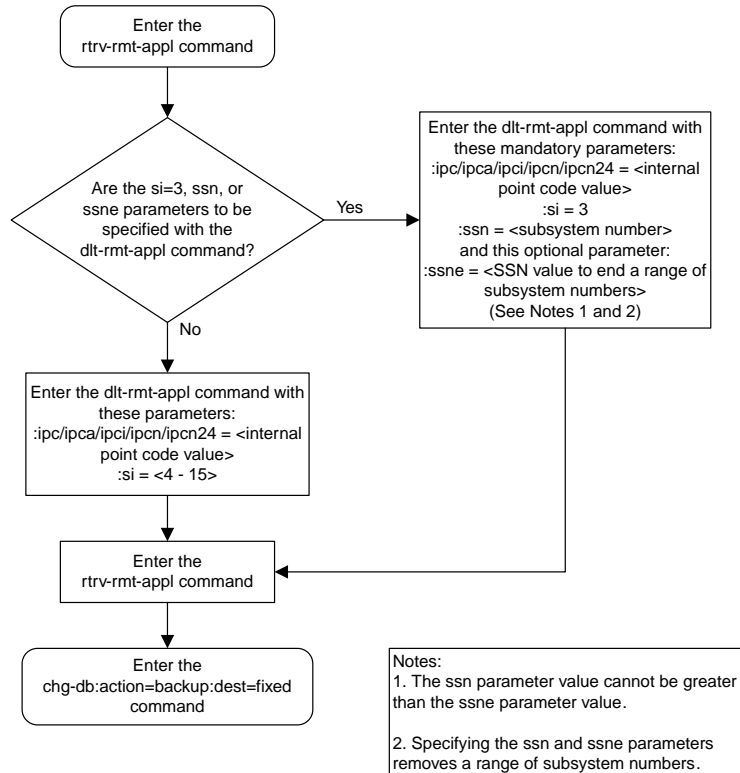 Enter the
rtrv-rmt-appl command
Are the si=3, ssn, or
ssne parameters to be
specified with the
dlt-rmt-appl command?
Yes
Enter the dlt-rmt-appl command with
these mandatory parameters:
:ipc/ipca/ipci/ipcn/ipcn24 = <internal
point code value>
:si = 3
:ssn = <subsystem number>
and this optional parameter:
:ssne = <SSN value to end a range of
subsystem numbers>
(See Notes 1 and 2)
No
Enter the dlt-rmt-appl command with
these parameters:
:ipc/ipca/ipci/ipcn/ipcn24 = <internal
point code value>
:si = <4 - 15>
Enter the
rtrv-rmt-appl command
Enter the
chg-db:action=backup:dest=fixed
command
Notes:
1. The ssn parameter value cannot be greater
than the ssne parameter value.
2. Specifying the ssn and ssne parameters
removes a range of subsystem numbers.